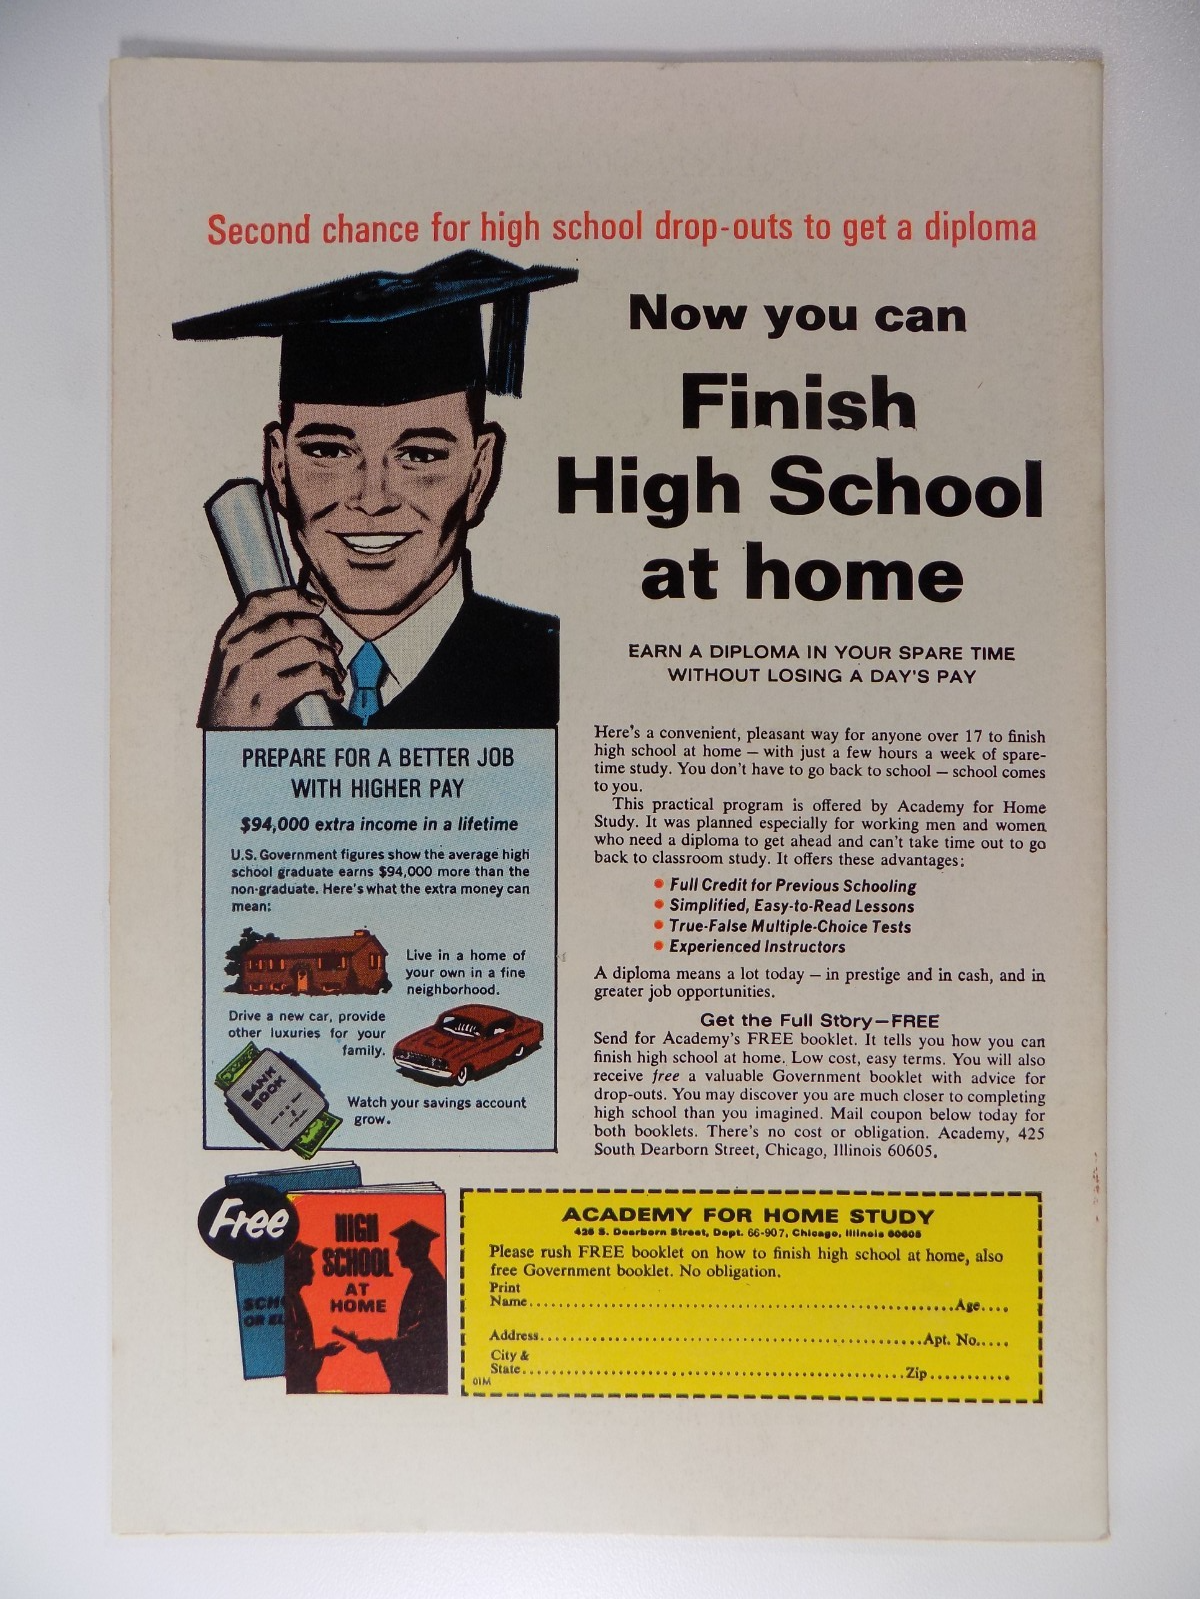 Second chance for high school drop-outs to get a diploma
Now you can
Finish
High School
at home
EARN A DIPLOMA IN YOUR SPARE TIME
WITHOUT LOSING A DAY'S PAY
PREPARE FOR A BETTER JOB
WITH HIGHER PAY
$94,000 extra income in a lifetime
U.S. Government figures show the average high
school graduate earns $94,000 more than the
non-graduate. Here's what the extra money can
mean:
Live in a home of
your own in a fine
neighborhood.
Drive a new car, provide
other luxuries for your
family.
BANK
BOOK
Watch your savings account
grow.
Here's a convenient, pleasant way for anyone over 17 to finish
high school at home — with just a few hours a week of spare-
time study. You don't have to go back to school — school comes
to you.
This practical program is offered by Academy for Home
Study. It was planned especially for working men and women
who need a diploma to get ahead and can't take time out to go
back to classroom study. It offers these advantages:
• Full Credit for Previous Schooling
• Simplified, Easy-to-Read Lessons
• True-False Multiple-Choice Tests
• Experienced Instructors
A diploma means a lot today — in prestige and in cash, and in
greater job opportunities.
Get the Full Story—FREE
Send for Academy's FREE booklet. It tells you how you can
finish high school at home. Low cost, easy terms. You will also
receive free a valuable Government booklet with advice for
drop-outs. You may discover you are much closer to completing
high school than you imagined. Mail coupon below today for
both booklets. There's no cost or obligation. Academy, 425
South Dearborn Street, Chicago, Illinois 60605.
Free
HIGH
SCHOOL
AT
HOME
SCH
OR EL
ACADEMY FOR HOME STUDY
425 S. Dearborn Street, Dept. 66-907, Chicago, Illinois 60605
Please rush FREE booklet on how to finish high school at home, also
free Government booklet. No obligation.
Print
Name Age
Address Apt. No.
City &
State Zip
01M